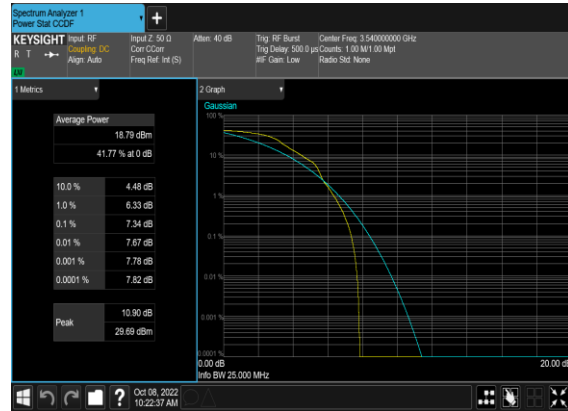 Spectrum Analyzer 1
Power Stat CCDF
+
KEYSIGHT
R T
LXI
Input: RF
Coupling: DC
Align: Auto
Input Z: 50 Ω
Corr CCorr
Freq Ref: Int (S)
Atten: 40 dB
Trig: RF Burst
Trig Delay: 500.0 µs
#IF Gain: Low
Center Freq: 3.540000000 GHz
Counts: 1.00 M/1.00 Mpt
Radio Std: None
1 Metrics
Average Power
18.79 dBm
41.77 % at 0 dB
10.0 % 4.48 dB
1.0 % 6.33 dB
0.1 % 7.34 dB
0.01 % 7.67 dB
0.001 % 7.78 dB
0.0001 % 7.82 dB
Peak
10.90 dB
29.69 dBm
2 Graph
Gaussian
100 %
10 %
1 %
0.1 %
0.01 %
0.001 %
0.0001 %
0.00 dB
20.00 dB
Info BW 25.000 MHz
?
Oct 08, 2022
10:22:37 AM